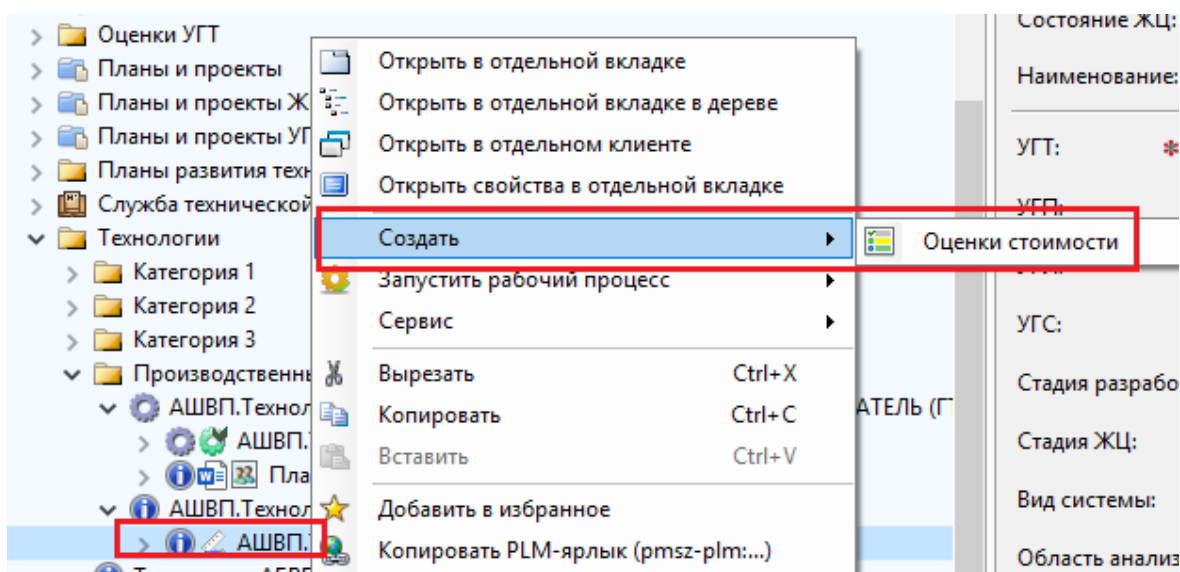 Оценки УГТ
Планы и проекты
Планы и проекты Ж
Планы и проекты УГ
Планы развития тех
Служба технической
Технологии
Категория 1
Категория 2
Категория 3
Производственн
АШВП.Технол
АШВП.
Пла
АШВП.Технол
АШВП.
Открыть в отдельной вкладке
Открыть в отдельной вкладке в дереве
Открыть в отдельном клиенте
Открыть свойства в отдельной вкладке
Создать
Оценки стоимости
Запустить рабочий процесс
Сервис
Вырезать Ctrl+X
Копировать Ctrl+C
Вставить Ctrl+V
Добавить в избранное
Копировать PLM-ярлык (pmsz-plm:...)
АТЕЛЬ (ГТ
Состояние ЖЦ:
Наименование:
УГТ: *
УГП:
УГС:
Стадия разрабо
Стадия ЖЦ:
Вид системы:
Область анализ